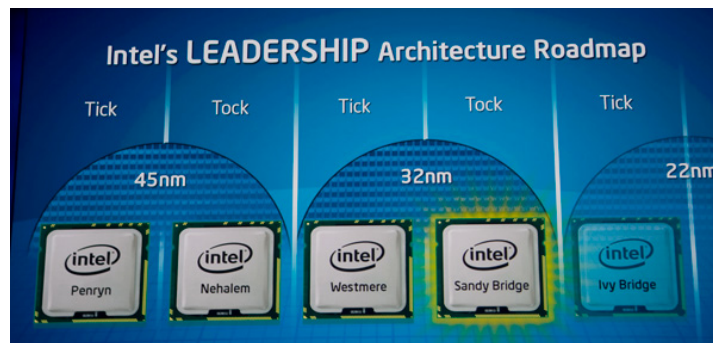 Intel's LEADERSHIP Architecture Roadmap
Tick Tock Tick Tock Tick
45nm 32nm 22nm
intel intel intel intel intel
Penryn Nehalem Westmere Sandy Bridge Ivy Bridge